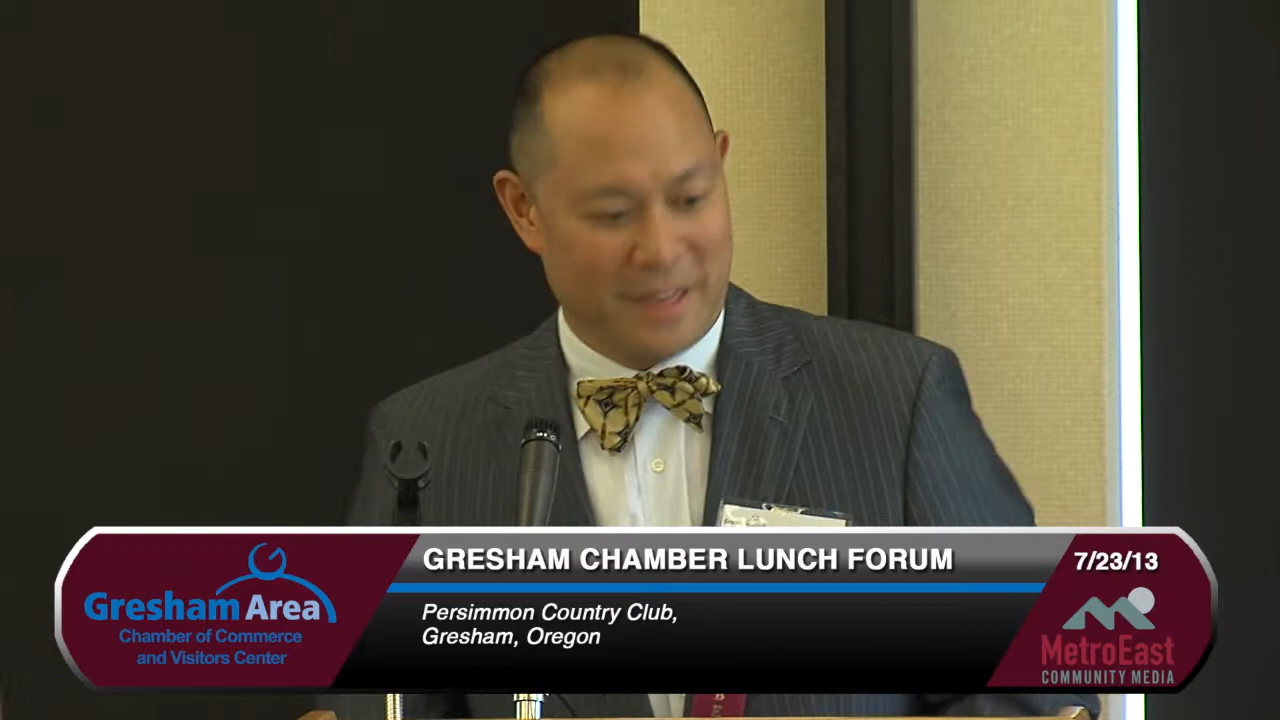 GRESHAM CHAMBER LUNCH FORUM
7/23/13
Gresham Area
Chamber of Commerce
and Visitors Center
Persimmon Country Club,
Gresham, Oregon
MetroEast
COMMUNITY MEDIA